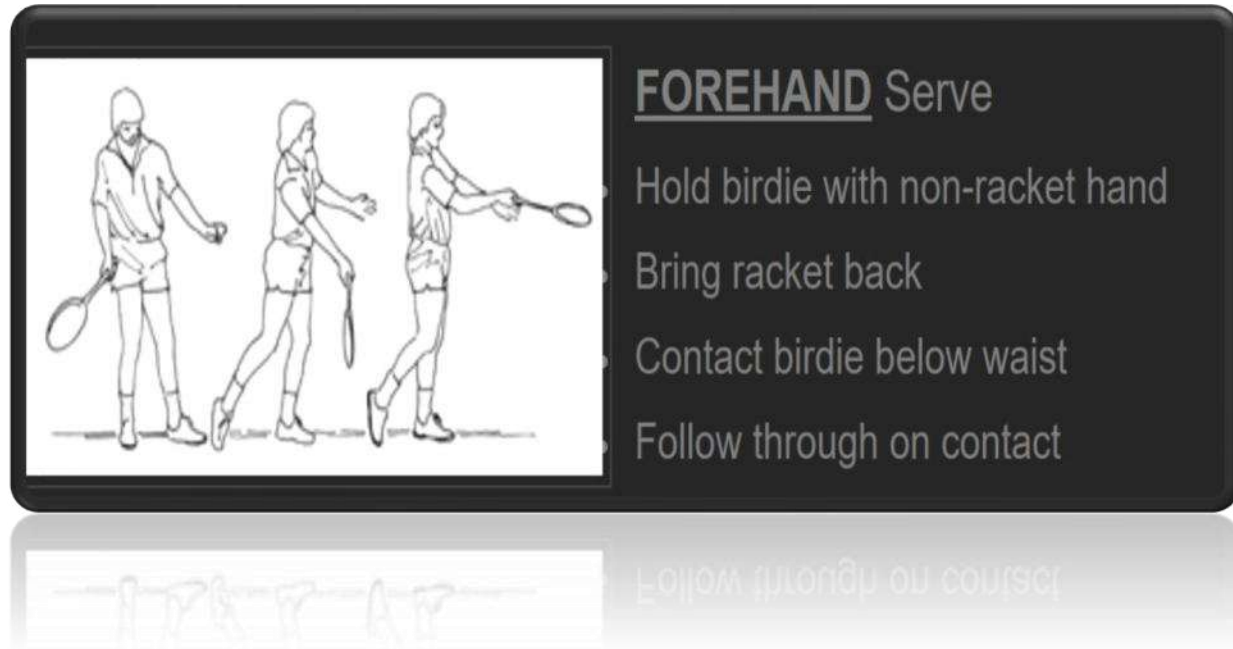 FOREHAND Serve
Hold birdie with non-racket hand
Bring racket back
Contact birdie below waist
Follow through on contact
Follow through on contact